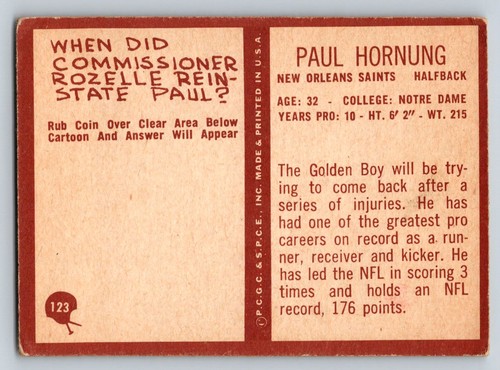 WHEN DID
COMMISSIONER
ROZELLE REIN-
STATE PAUL?
Rub Coin Over Clear Area Below
Cartoon And Answer Will Appear
123
© P.C.G.C. & S.P.C.E., INC. MADE & PRINTED IN U.S.A.
PAUL HORNUNG
NEW ORLEANS SAINTS HALFBACK
AGE: 32 - COLLEGE: NOTRE DAME
YEARS PRO: 10 - HT. 6' 2" - WT. 215
The Golden Boy will be try-
ing to come back after a
series of injuries. He has
had one of the greatest pro
careers on record as a run-
ner, receiver and kicker. He
has led the NFL in scoring 3
times and holds an NFL
record, 176 points.